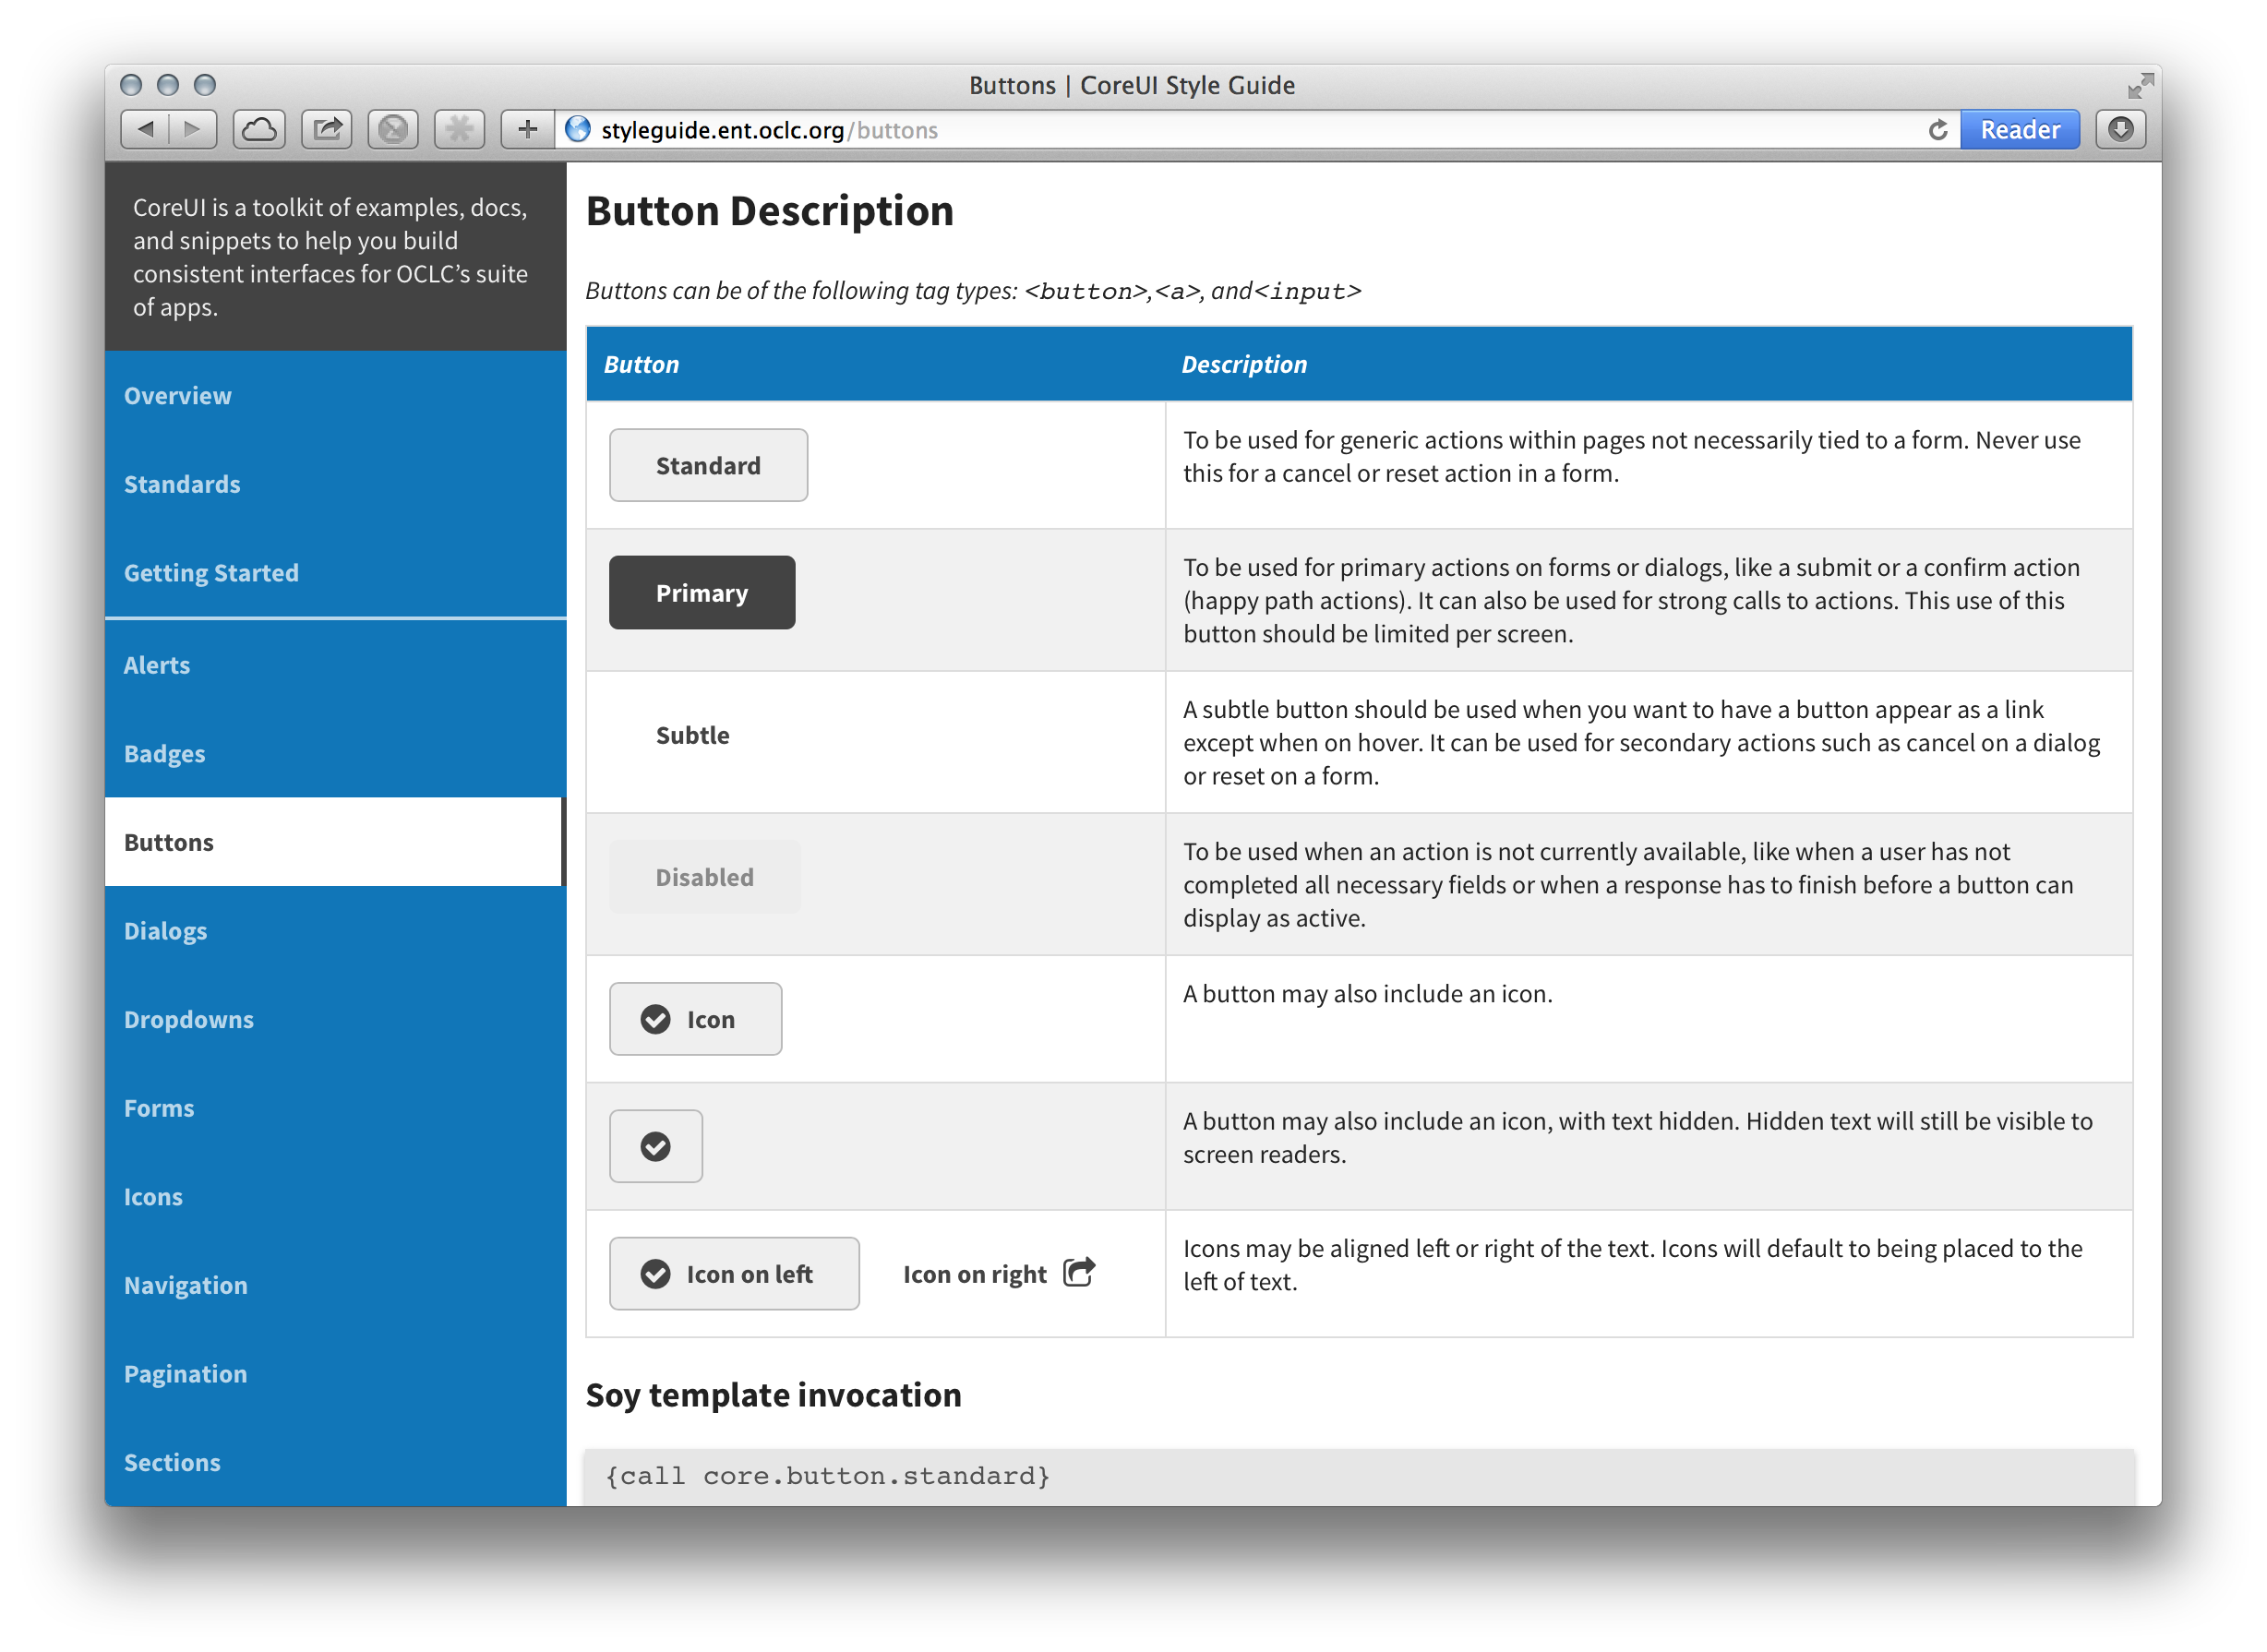 Buttons | CoreUI Style Guide
styleguide.ent.oclc.org/buttons
Reader
CoreUI is a toolkit of examples, docs,
and snippets to help you build
consistent interfaces for OCLC’s suite
of apps.
Overview
Standards
Getting Started
Alerts
Badges
Buttons
Dialogs
Dropdowns
Forms
Icons
Navigation
Pagination
Sections
Button Description
Buttons can be of the following tag types: <button>,<a>, and<input>
Button Description
Standard
To be used for generic actions within pages not necessarily tied to a form. Never use
this for a cancel or reset action in a form.
Primary
To be used for primary actions on forms or dialogs, like a submit or a confirm action
(happy path actions). It can also be used for strong calls to actions. This use of this
button should be limited per screen.
Subtle
A subtle button should be used when you want to have a button appear as a link
except when on hover. It can be used for secondary actions such as cancel on a dialog
or reset on a form.
Disabled
To be used when an action is not currently available, like when a user has not
completed all necessary fields or when a response has to finish before a button can
display as active.
Icon
A button may also include an icon.
A button may also include an icon, with text hidden. Hidden text will still be visible to
screen readers.
Icon on left Icon on right
Icons may be aligned left or right of the text. Icons will default to being placed to the
left of text.
Soy template invocation
{call core.button.standard}